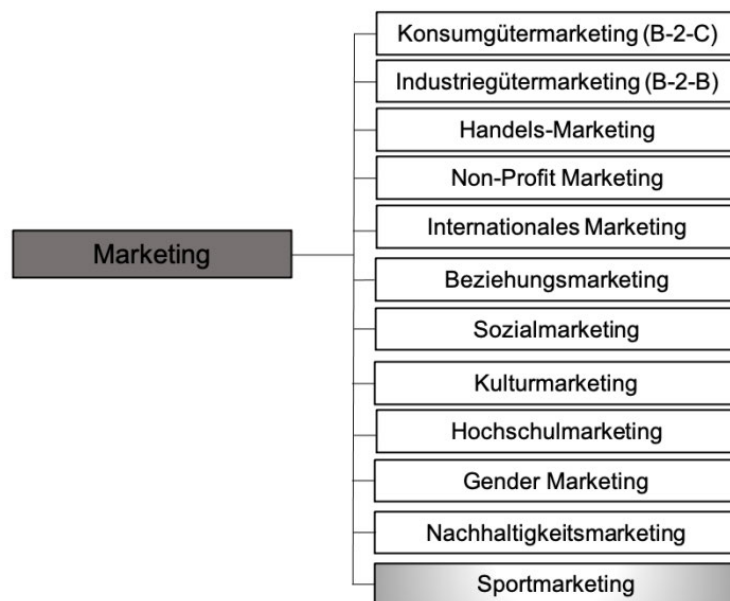 Konsumgütermarketing (B-2-C)
Industriegütermarketing (B-2-B)
Handels-Marketing
Non-Profit Marketing
Internationales Marketing
Marketing
Beziehungsmarketing
Sozialmarketing
Kulturmarketing
Hochschulmarketing
Gender Marketing
Nachhaltigkeitsmarketing
Sportmarketing